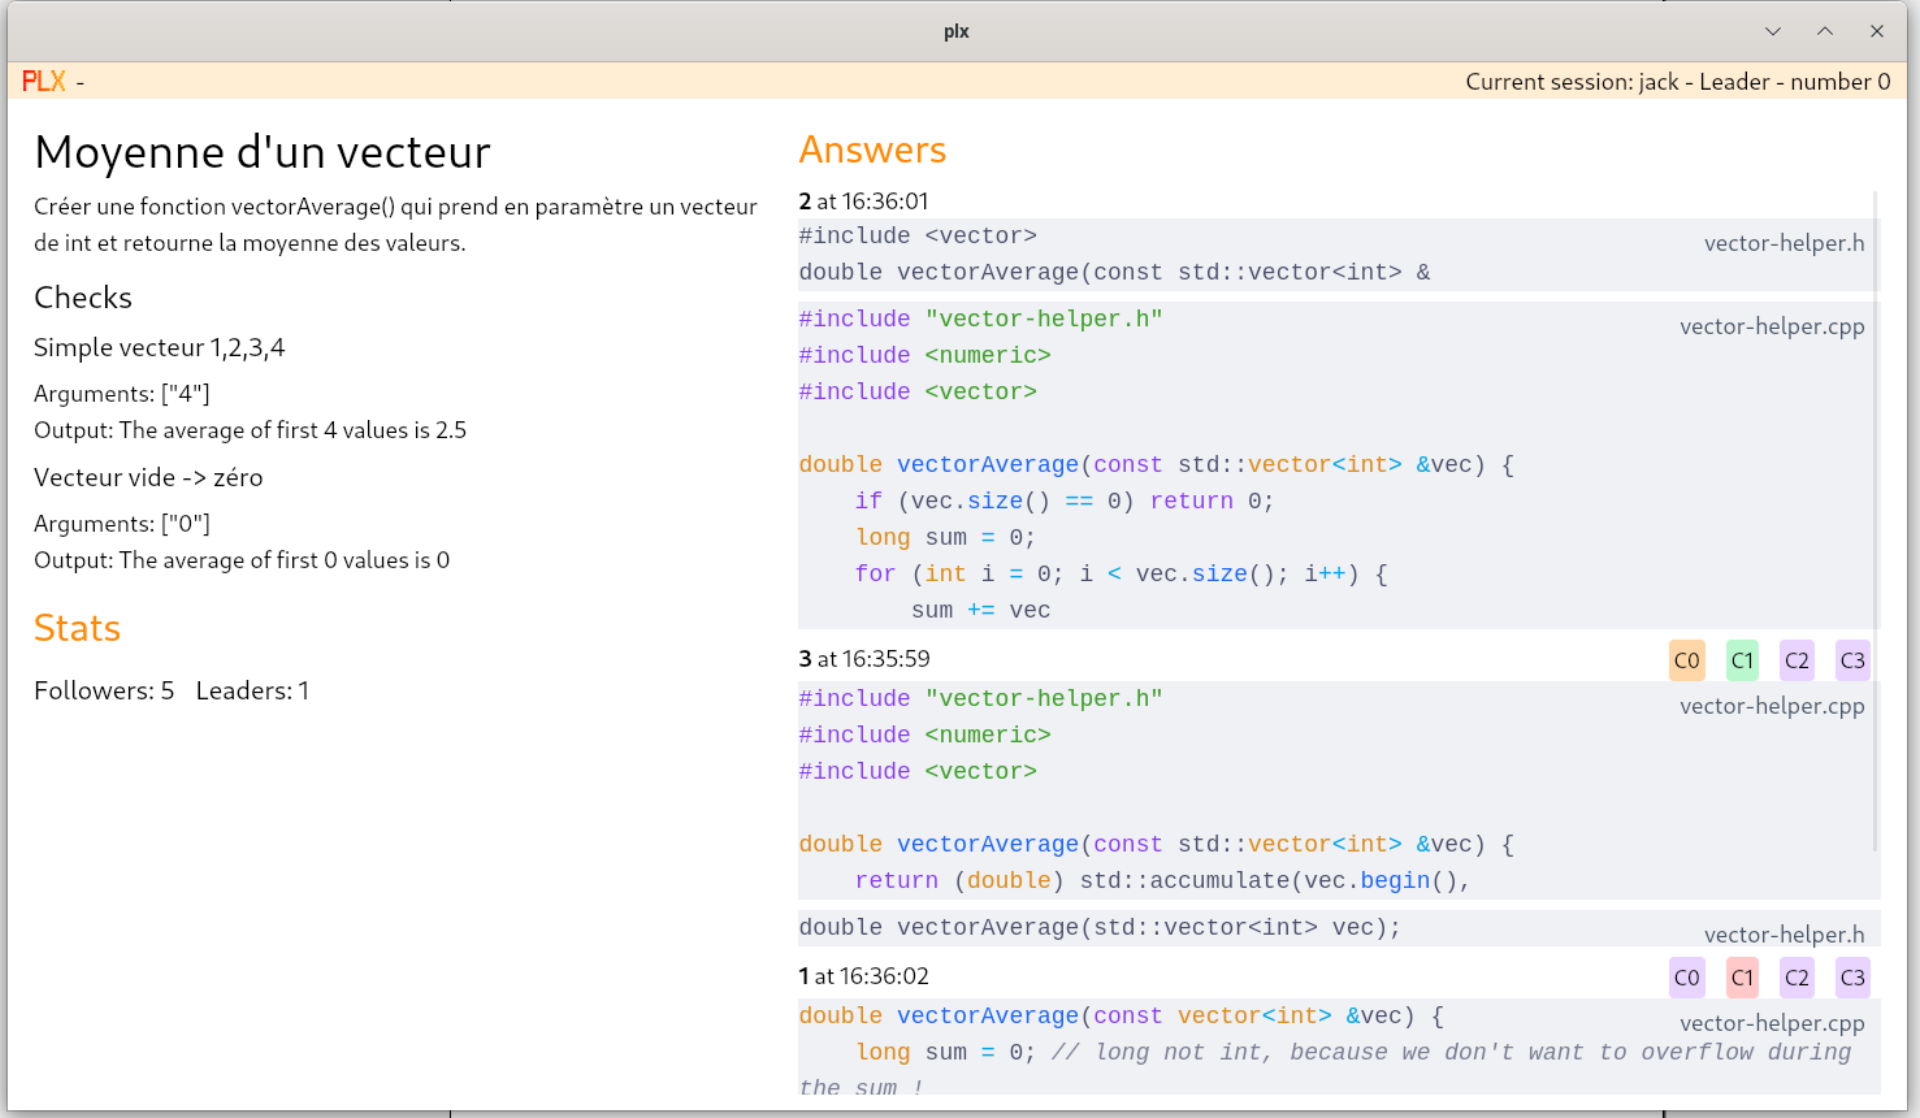 plx
PLX -
Current session: jack - Leader - number 0
Moyenne d'un vecteur
Créer une fonction vectorAverage() qui prend en paramètre un vecteur
de int et retourne la moyenne des valeurs.
Checks
Simple vecteur 1,2,3,4
Arguments: ["4"]
Output: The average of first 4 values is 2.5
Vecteur vide -> zéro
Arguments: ["0"]
Output: The average of first 0 values is 0
Stats
Followers: 5 Leaders: 1
Answers
2 at 16:36:01
vector-helper.h
#include <vector>
double vectorAverage(const std::vector<int> &
vector-helper.cpp
#include "vector-helper.h"
#include <numeric>
#include <vector>
double vectorAverage(const std::vector<int> &vec) {
    if (vec.size() == 0) return 0;
    long sum = 0;
    for (int i = 0; i < vec.size(); i++) {
        sum += vec
3 at 16:35:59
C0 C1 C2 C3
vector-helper.cpp
#include "vector-helper.h"
#include <numeric>
#include <vector>
double vectorAverage(const std::vector<int> &vec) {
    return (double) std::accumulate(vec.begin(),
double vectorAverage(std::vector<int> vec);
vector-helper.h
1 at 16:36:02
C0 C1 C2 C3
vector-helper.cpp
double vectorAverage(const vector<int> &vec) {
    long sum = 0; // long not int, because we don't want to overflow during
the sum !